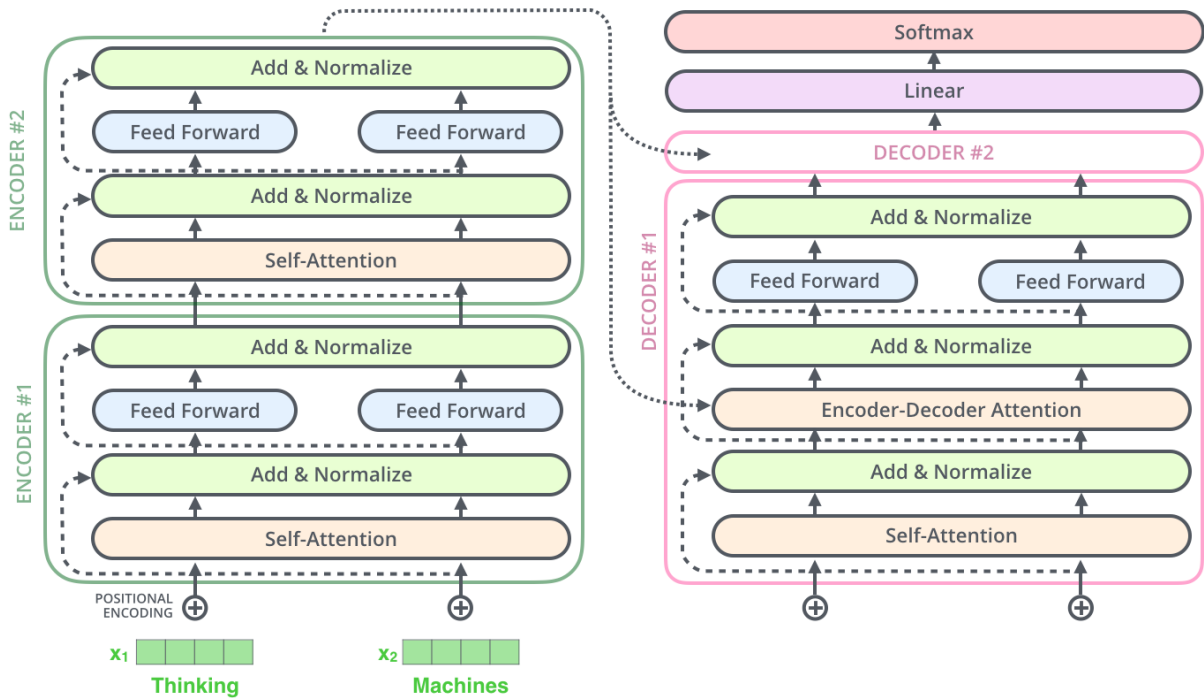 ENCODER #2
Add & Normalize
Feed Forward
Feed Forward
Add & Normalize
Self-Attention
ENCODER #1
Add & Normalize
Feed Forward
Feed Forward
Add & Normalize
Self-Attention
POSITIONAL
ENCODING
x1
x2
Thinking
Machines
Softmax
Linear
DECODER #2
DECODER #1
Add & Normalize
Feed Forward
Feed Forward
Add & Normalize
Encoder-Decoder Attention
Add & Normalize
Self-Attention